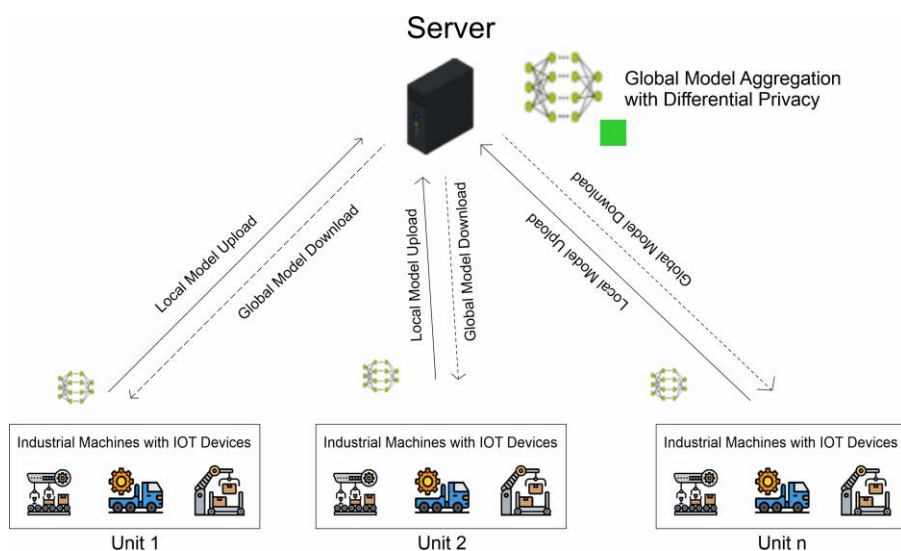 Server
Global Model Aggregation
with Differential Privacy
Local Model Upload
Global Model Download
Local Model Upload
Global Model Download
Local Model Upload
Global Model Download
Industrial Machines with IOT Devices
Industrial Machines with IOT Devices
Industrial Machines with IOT Devices
Unit 1
Unit 2
Unit n